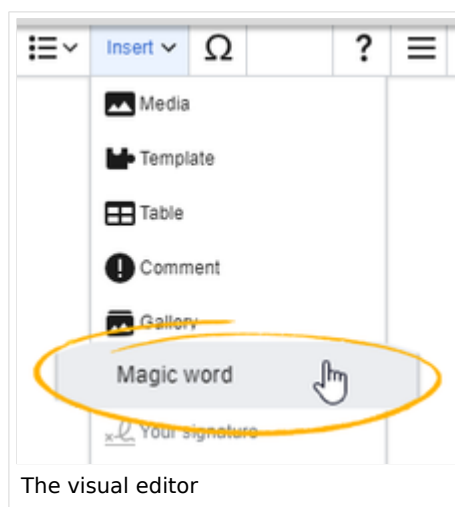 Insert Ω ?
Media
Template
Table
Comment
Gallery
Magic word
Your signature
The visual editor